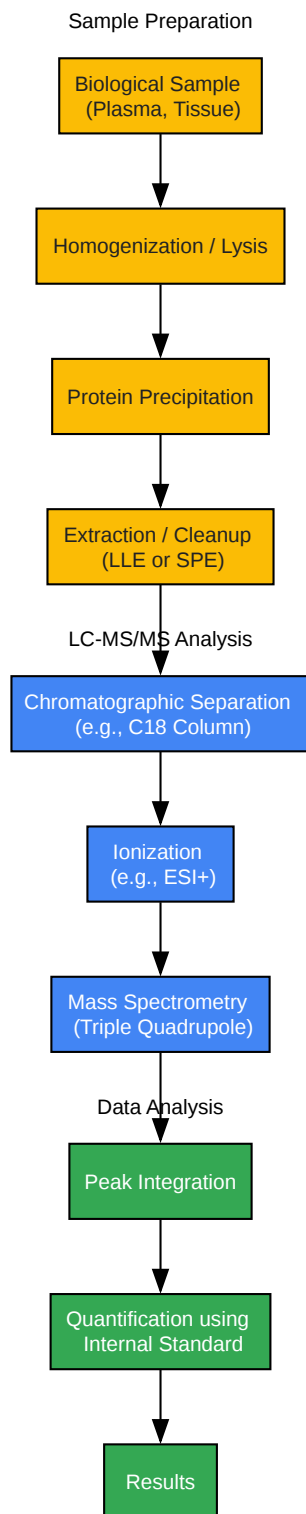 Sample Preparation
Biological Sample
(Plasma, Tissue)
Homogenization / Lysis
Protein Precipitation
Extraction / Cleanup
(LLE or SPE)
LC-MS/MS Analysis
Chromatographic Separation
(e.g., C18 Column)
Ionization
(e.g., ESI+)
Mass Spectrometry
(Triple Quadrupole)
Data Analysis
Peak Integration
Quantification using
Internal Standard
Results